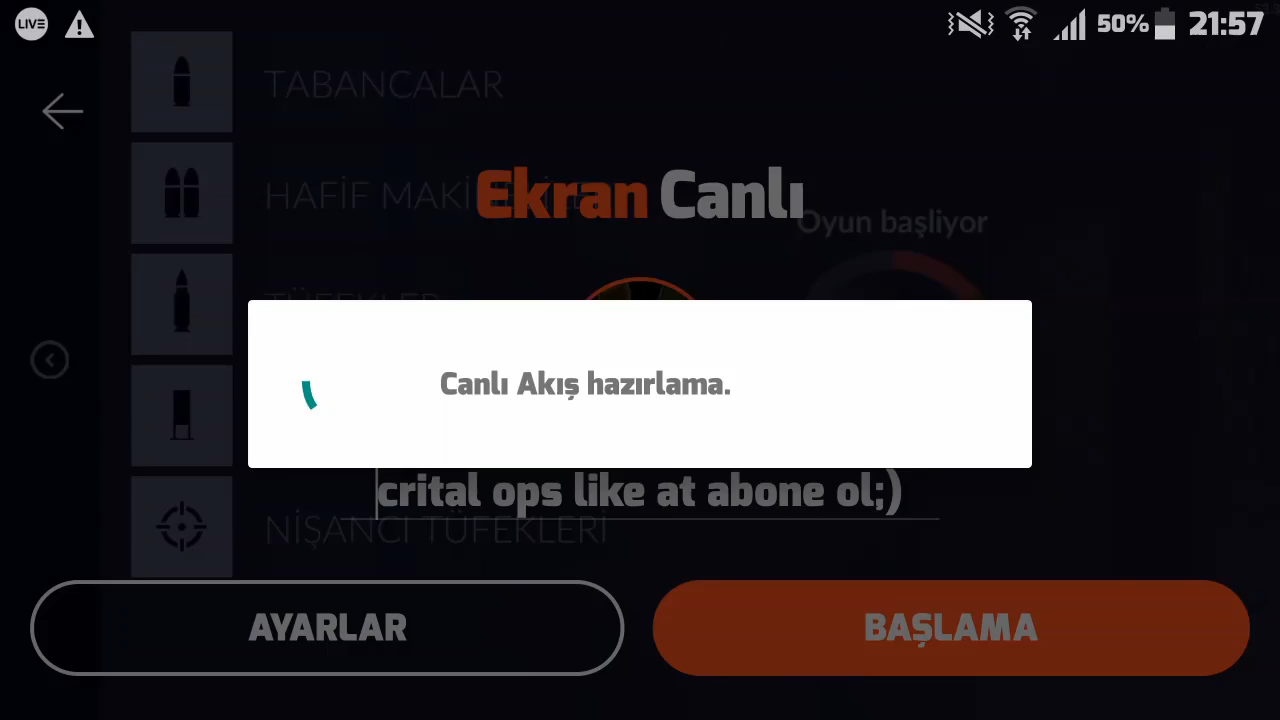 LIVE
50% 21:57
TABANCALAR
Ekran Canlı
Oyun başliyor
Canlı Akış hazırlama.
crital ops like at abone ol;)
NİŞANCI TÜFEKLERİ
AYARLAR
BAŞLAMA